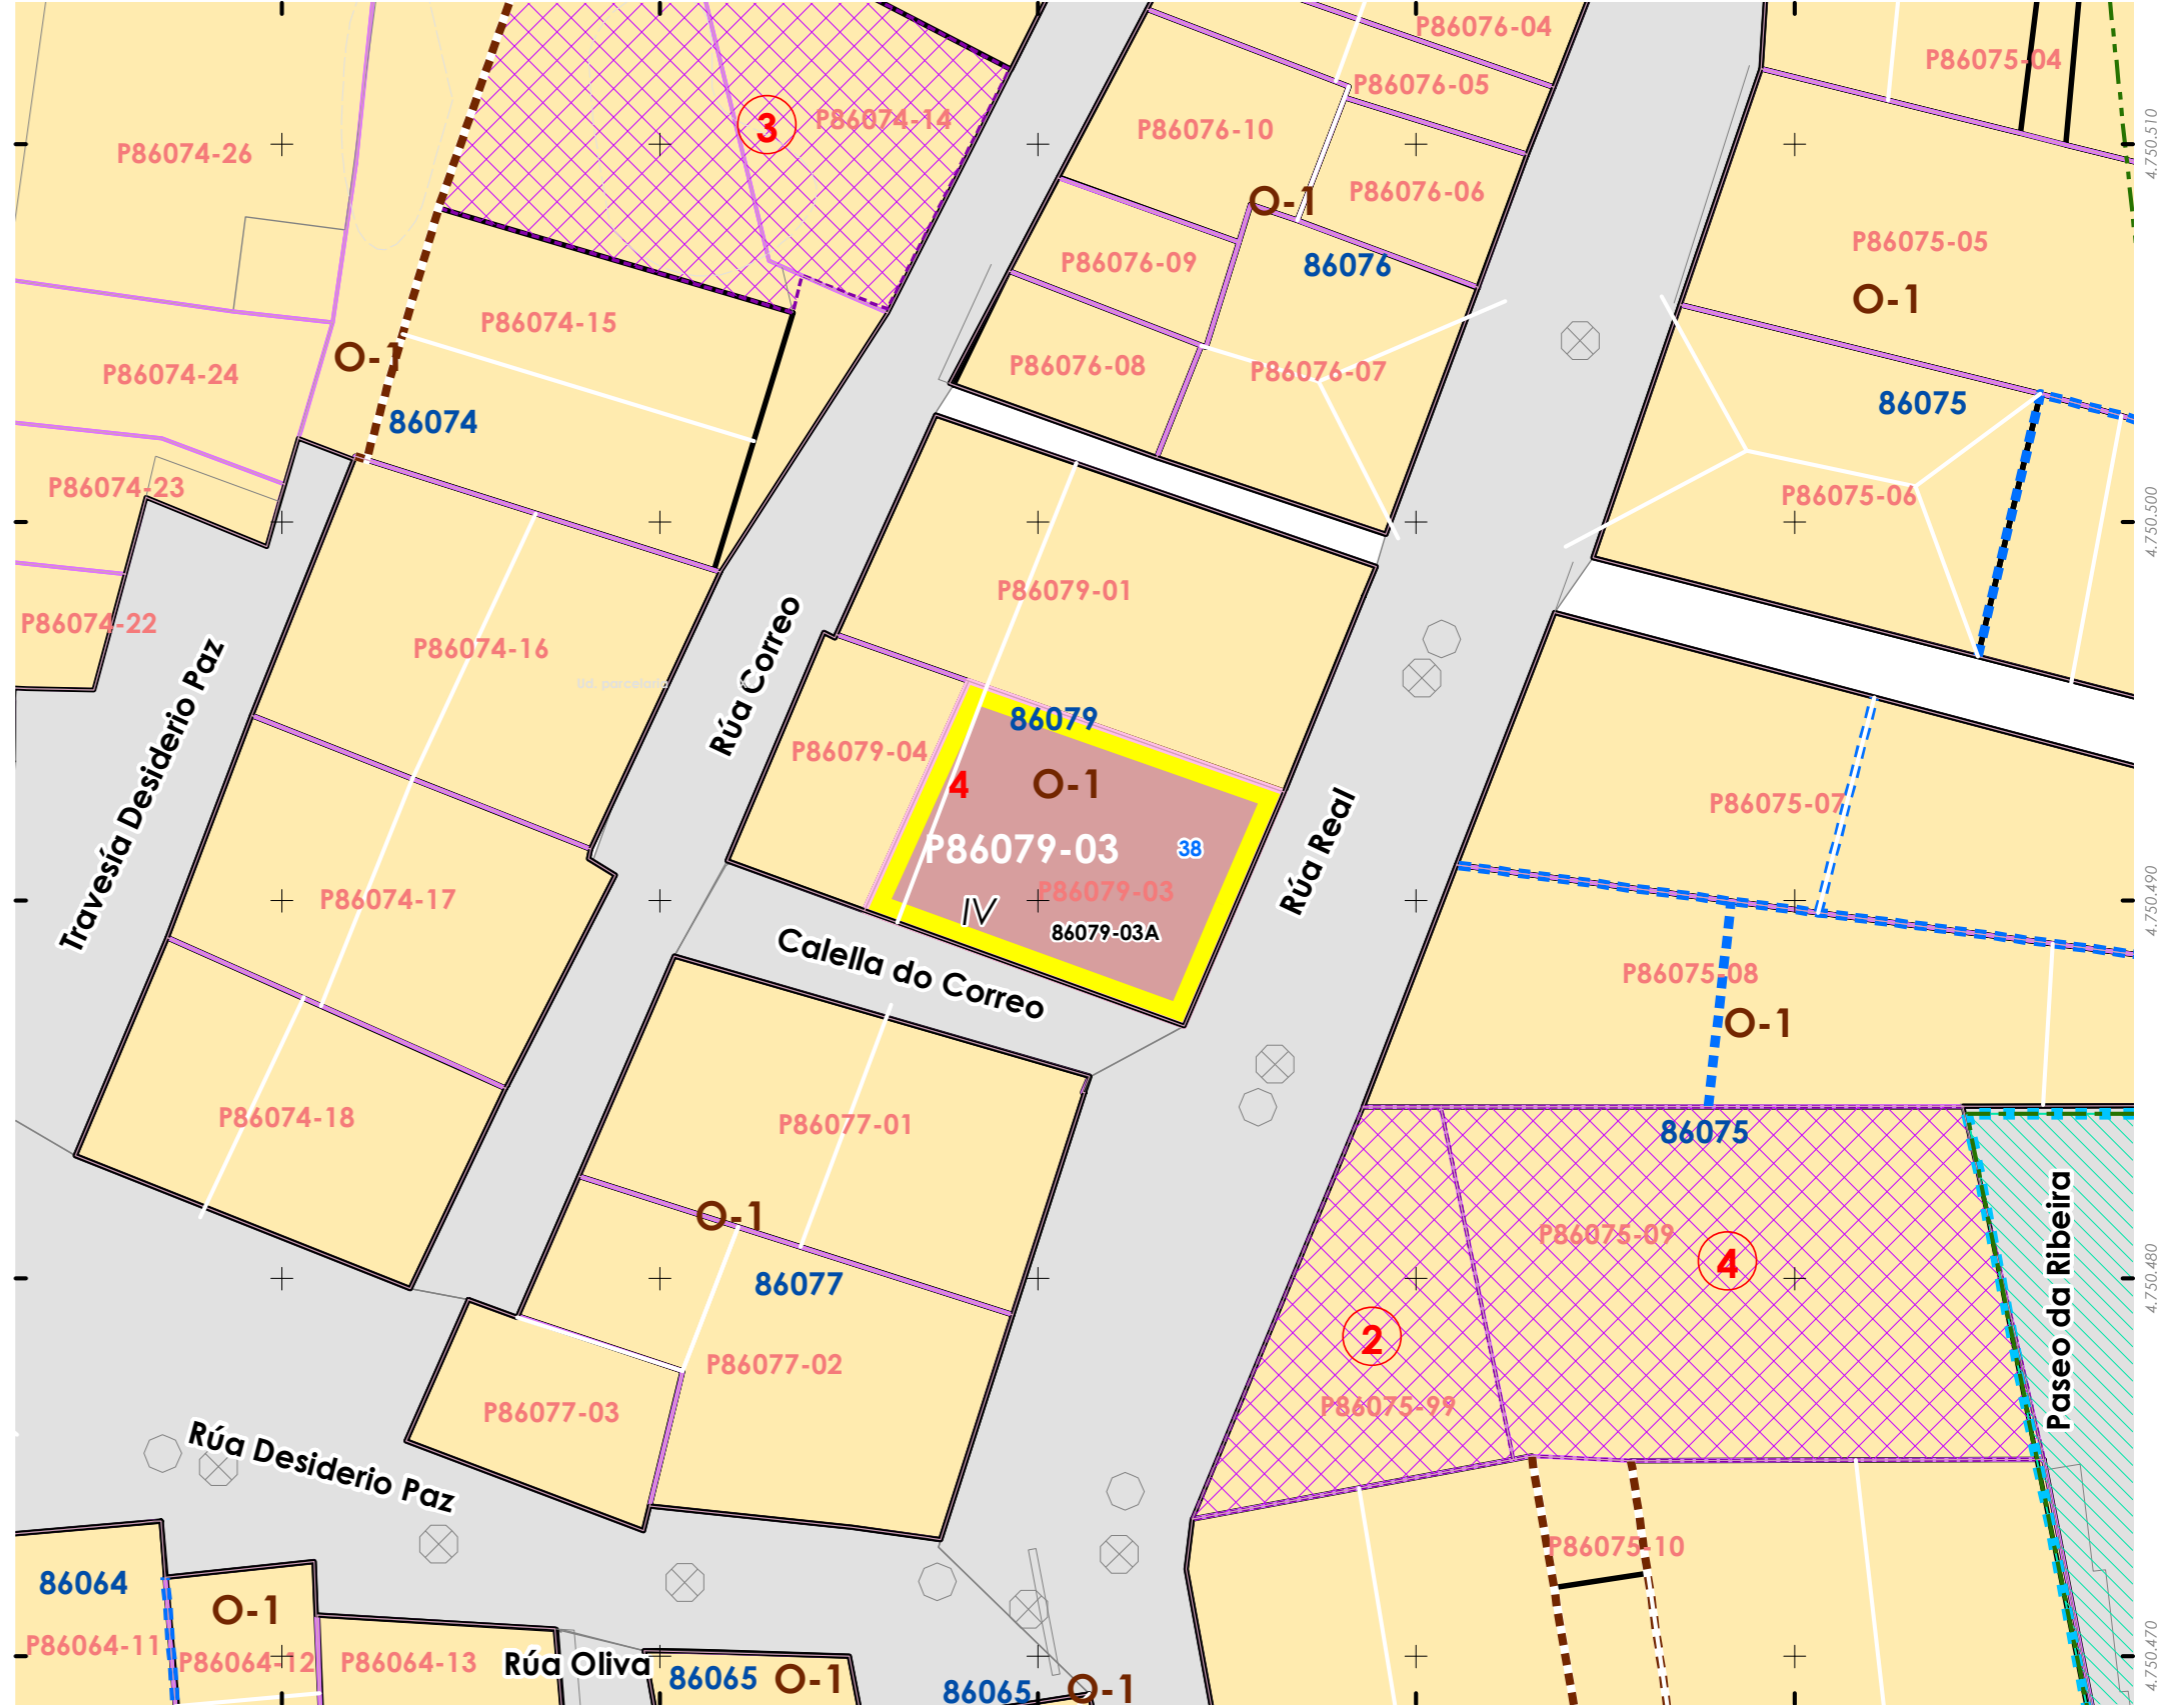 P86076-04
P86075-04
P86076-05
3
P86074-14
P86076-10
4.750.510
P86074-26
P86076-06
O-1
P86075-05
P86076-09
86076
O-1
P86074-15
O-1
P86076-08
P86076-07
P86074-24
86075
86074
P86074-23
P86075-06
4.750.500
P86079-01
P86074-22
P86074-16
Ud. parcelario
Rúa Correo
Travesía Desiderio Paz
86079
P86079-04
4
O-1
P86075-07
P86079-03
38
Rúa Real
P86079-03
P86074-17
IV
86079-03A
4.750.490
Calella do Correo
P86075-08
O-1
P86074-18
P86077-01
86075
O-1
P86075-09
4
86077
Paseo da Ribeira
4.750.480
2
P86077-02
P86077-03
P86075-99
Rúa Desiderio Paz
P86075-10
86064
O-1
P86064-11
P86064-12
P86064-13
Rúa Oliva
86065
O-1
86065
O-1
4.750.470